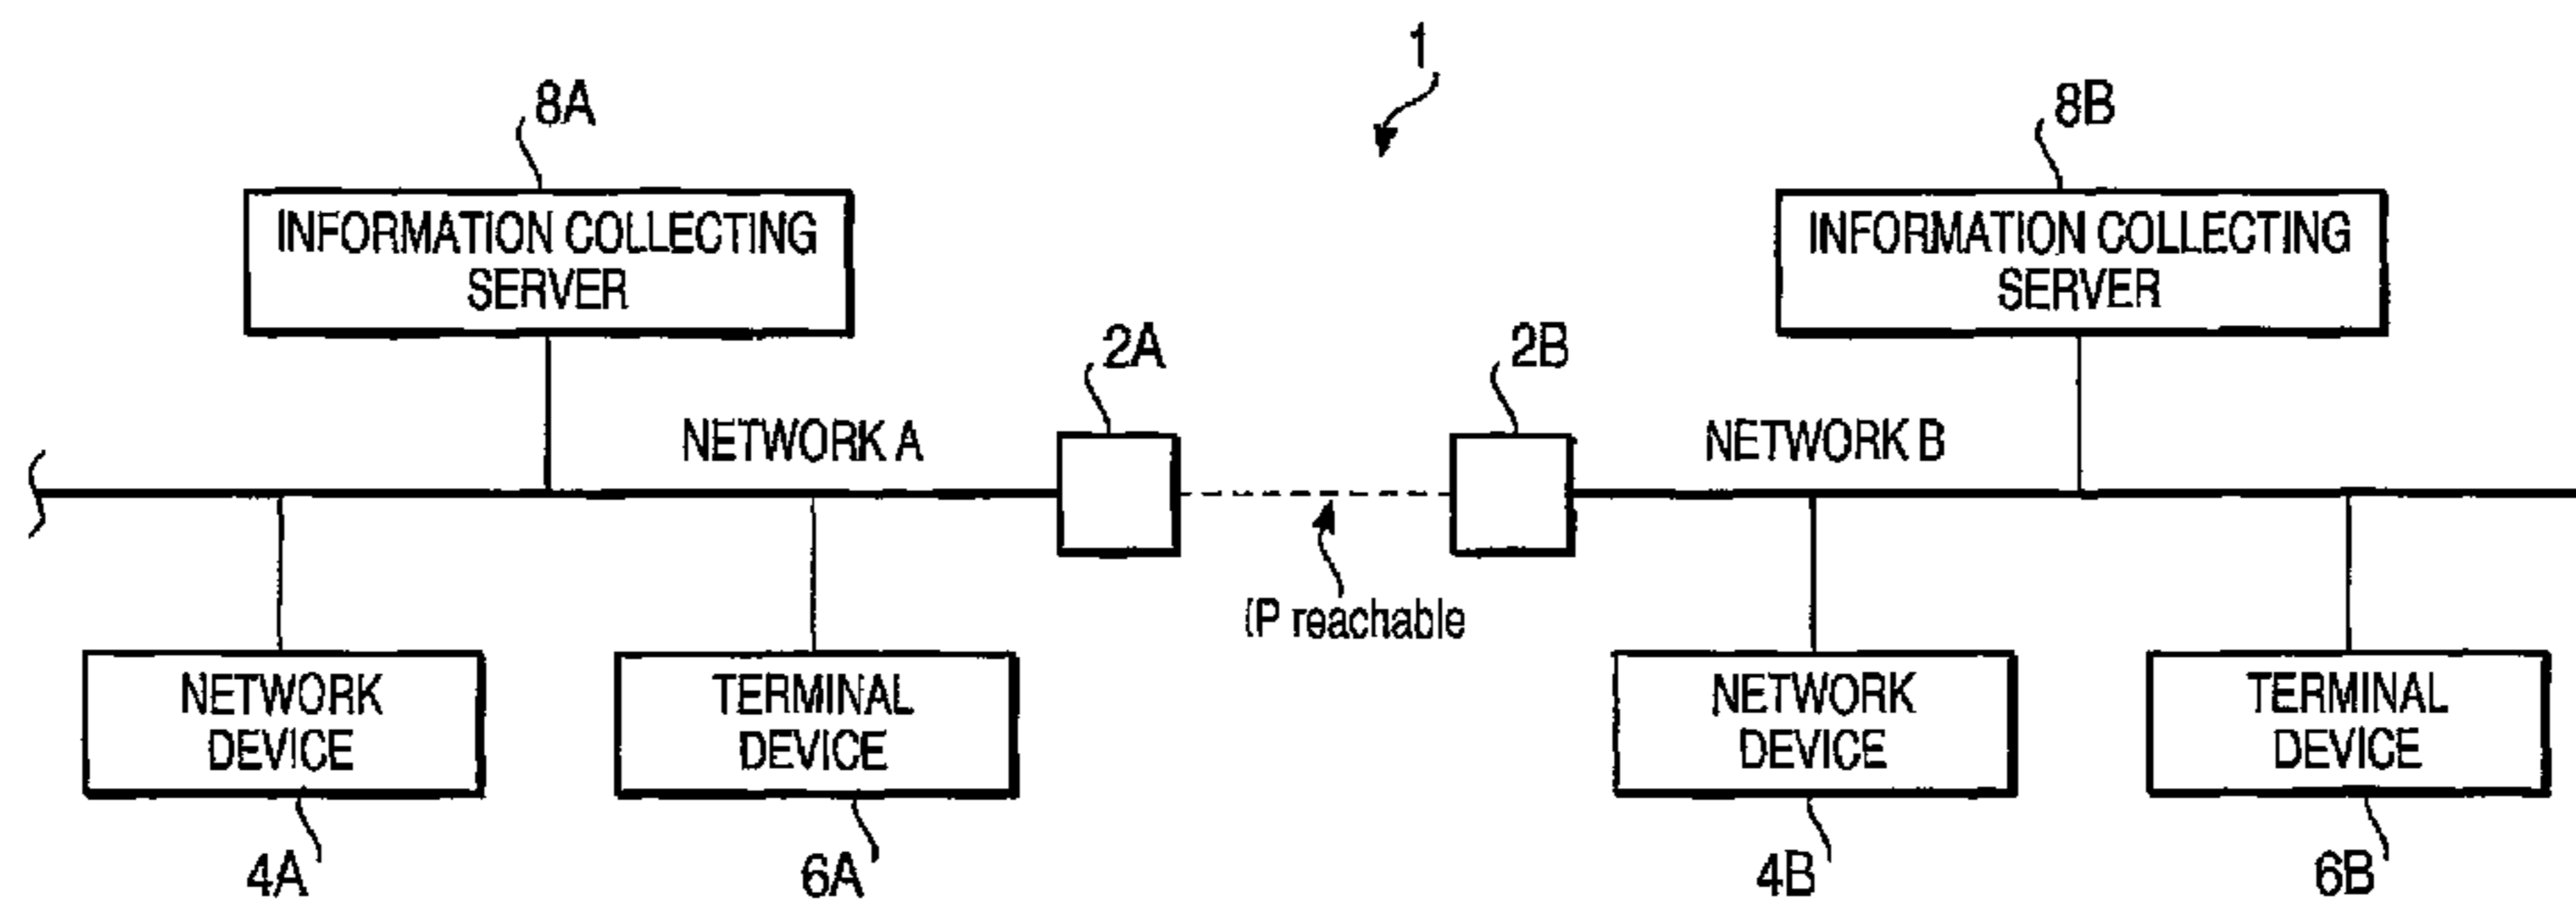 1
8A
8B
INFORMATION COLLECTING
SERVER
INFORMATION COLLECTING
SERVER
2A
2B
NETWORK A
NETWORK B
IP reachable
NETWORK
DEVICE
TERMINAL
DEVICE
NETWORK
DEVICE
TERMINAL
DEVICE
4A
6A
4B
6B